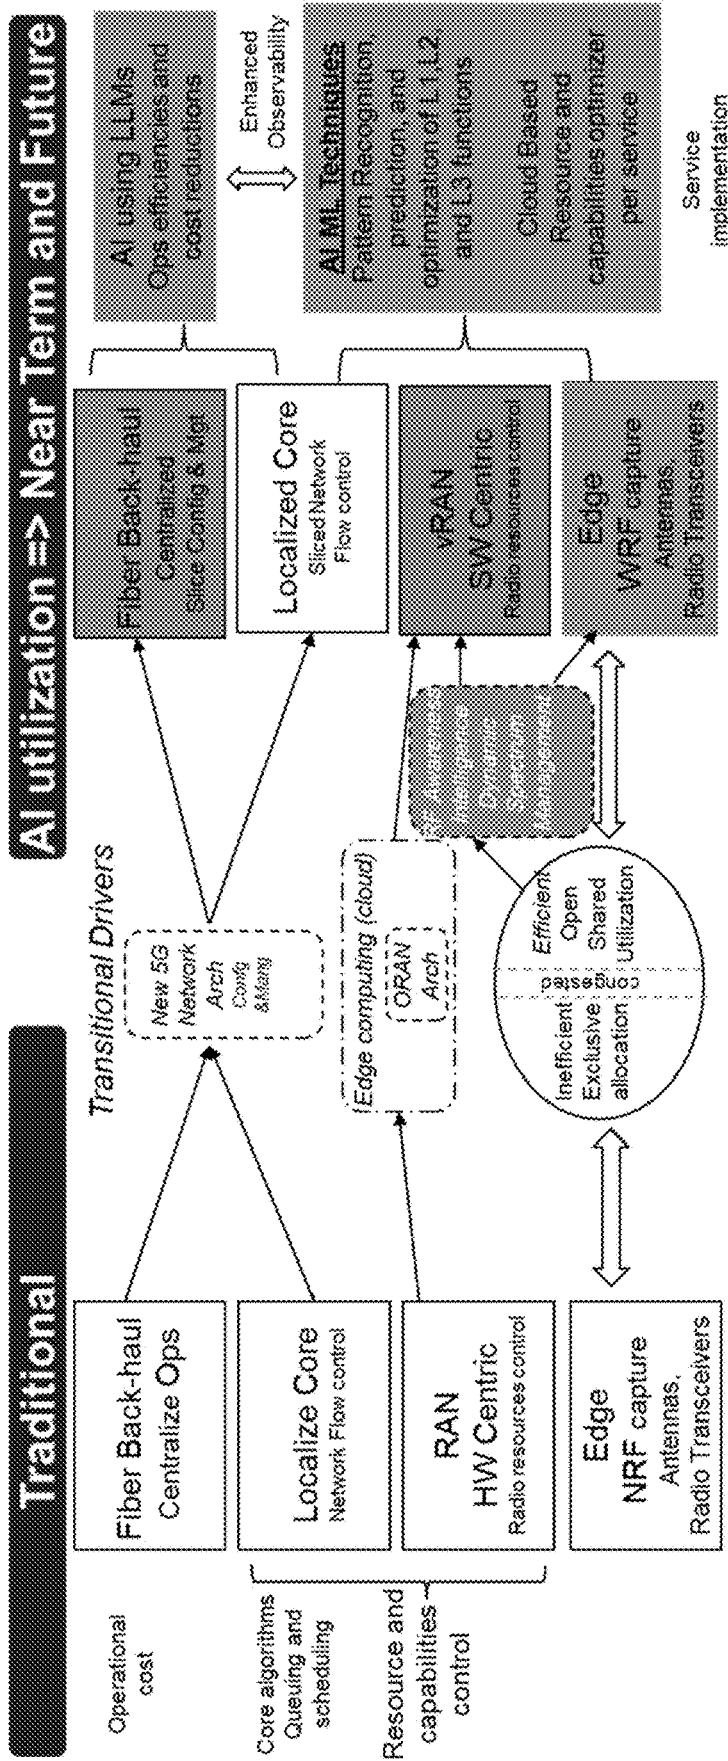 Traditional
AI utilization => Near Term and Future
Transitional Drivers
Operational
cost
Core algorithms
Queuing and
scheduling
Resource and
capabilities
control
Fiber Back-haul
Centralize Ops
Localize Core
Network Flow control
RAN
HW Centric
Radio resources control
Edge
NRF capture
Antennas,
Radio Transceivers
New 5G
Network
Arch
Config
&Mang
Edge computing (cloud)
ORAN
Arch
Inefficient
Exclusive
allocation
congested
Efficient
Open
Shared
Utilization
Awareness
Intelligence
Dynamic
Spectrum
Management
Fiber Back-haul
Centralized
Slice Config & Mgt
Localized Core
Sliced Network
Flow control
vRAN
SW Centric
Radio resources control
Edge
WRF capture
Antennas,
Radio Transceivers
AI using LLMs
Ops efficiencies and
cost reductions
Enhanced
Observability
AI ML Techniques
Pattern Recognition,
prediction, and
optimization of L1,L2,
and L3 functions
Cloud Based
Resource and
capabilities optimizer
per service
Service
implementation